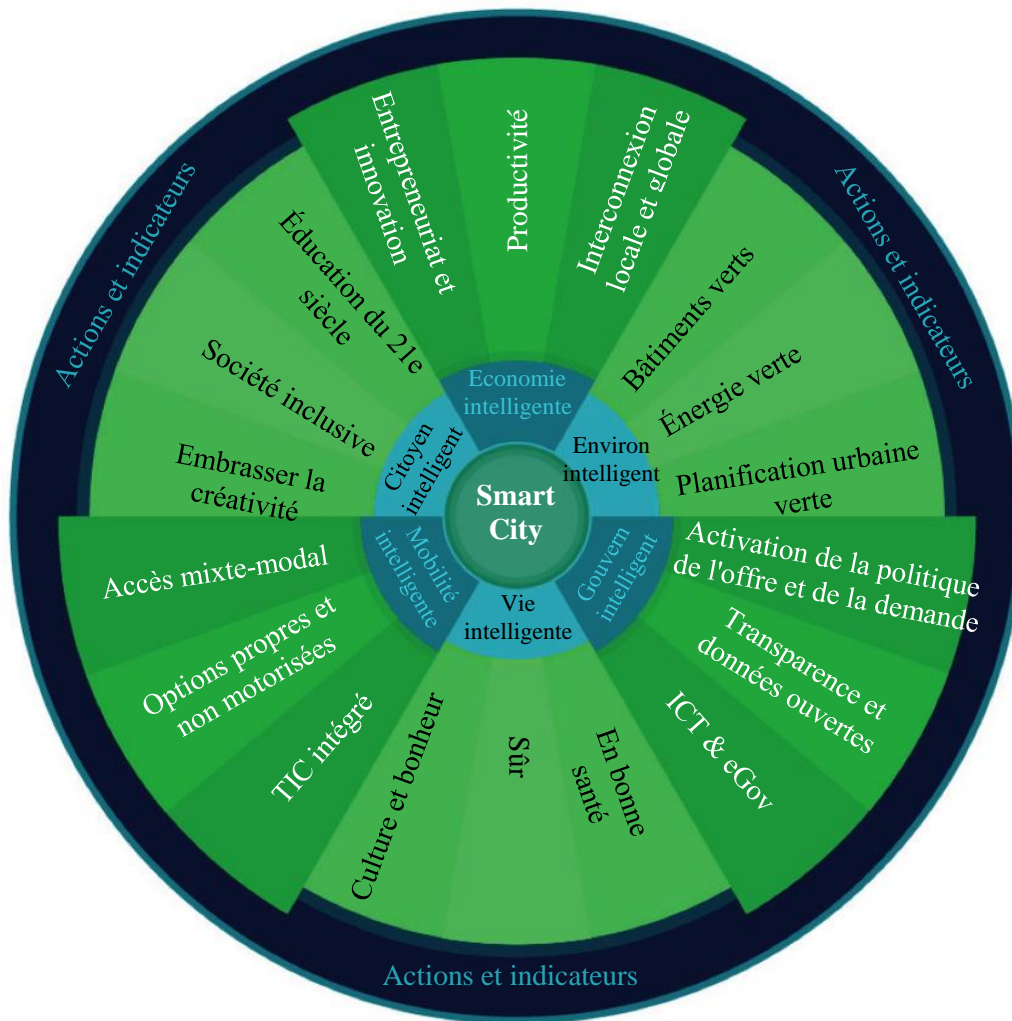 Actions et indicateurs
Actions et indicateurs
Actions et indicateurs
Entrepreneuriat et
innovation
Productivité
Interconnexion
locale et globale
Bâtiments verts
Énergie verte
Planification urbaine
verte
Activation de la politique
de l'offre et de la demande
Transparence et
données ouvertes
ICT & eGov
En bonne
santé
Sûr
Culture et bonheur
TIC intégré
Options propres et
non motorisées
Accès mixte-modal
Embrasser la
créativité
Société inclusive
Éducation du 21e
siècle
Economie
intelligente
Environ
intelligent
Gouvern
intelligent
Vie
intelligente
Mobilité
intelligente
Citoyen
intelligent
Smart
City